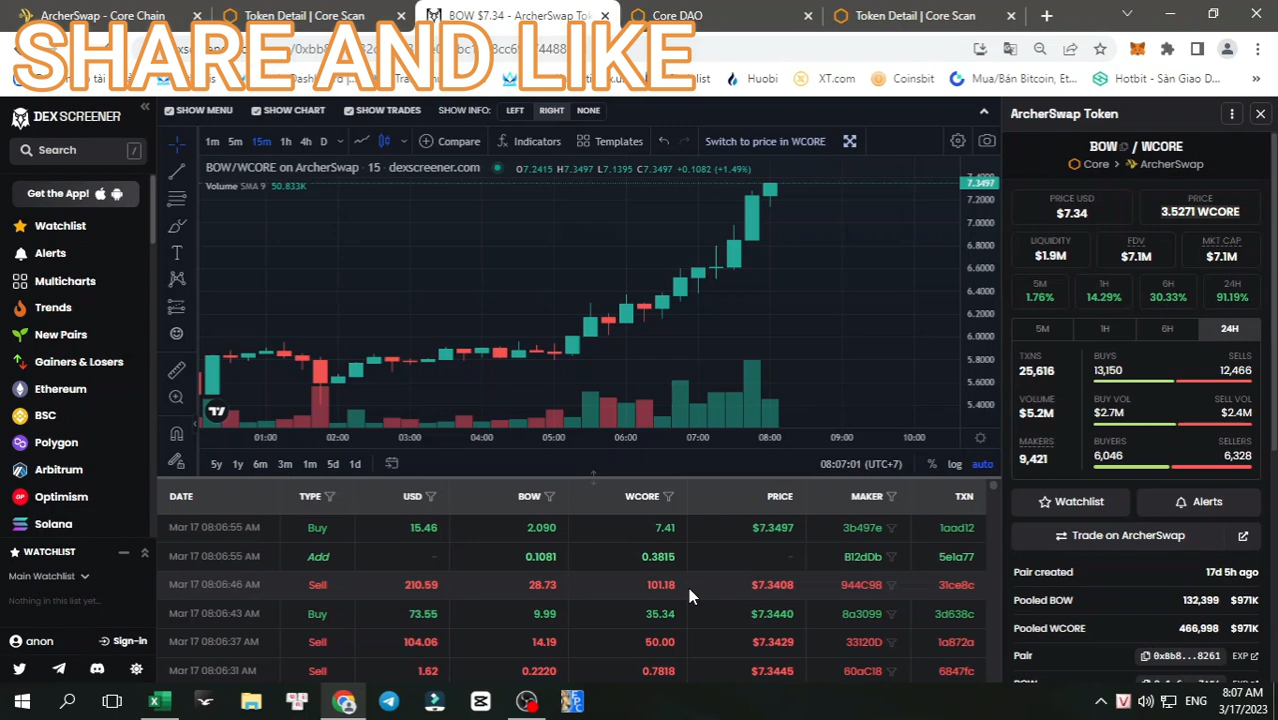 ArcherSwap - Core Chain
Token Detail | Core Scan
BOW $7.34 - ArcherSwap To
Core DAO
Token Detail | Core Scan
SHARE AND LIKE
Huobi
XT.com
Coinsbit
Mua/Bán Bitcoin, Et...
Hotbit - Sàn Giao D...
DEX SCREENER
Search
/
Get the App!
Watchlist
Alerts
Multicharts
Trends
New Pairs
Gainers & Losers
Ethereum
BSC
Polygon
Arbitrum
Optimism
Solana
WATCHLIST
Main Watchlist
Nothing in this list yet...
anon
Sign-in
SHOW MENU
SHOW CHART
SHOW TRADES
SHOW INFO:
LEFT
RIGHT
NONE
1m 5m 15m 1h 4h D
Compare
Indicators
Templates
Switch to price in WCORE
BOW/WCORE on ArcherSwap · 15 · dexscreener.com
O7.2415 H7.3497 L7.1395 C7.3497 +0.1082 (+1.49%)
Volume SMA 9 50.833K
7.3497
7.2000
7.0000
6.8000
6.6000
6.4000
6.2000
6.0000
5.8000
5.6000
5.4000
01:00 02:00 03:00 04:00 05:00 06:00 07:00 08:00 09:00 10:00
5y 1y 6m 3m 1m 5d 1d
08:07:01 (UTC+7)
% log auto
DATE TYPE USD BOW WCORE PRICE MAKER TXN
Mar 17 08:06:55 AM Buy 15.46 2.090 7.41 $7.3497 3b497e 1aad12
Mar 17 08:06:55 AM Add - 0.1081 0.3815 - B12dDb 5e1a77
Mar 17 08:06:46 AM Sell 210.59 28.73 101.18 $7.3408 944C98 31ce8c
Mar 17 08:06:43 AM Buy 73.55 9.99 35.34 $7.3440 8a3099 3d638c
Mar 17 08:06:37 AM Sell 104.06 14.19 50.00 $7.3429 33120D 1a872a
Mar 17 08:06:31 AM Sell 1.62 0.2220 0.7818 $7.3445 60aC18 6847fc
ArcherSwap Token
BOW / WCORE
Core > ArcherSwap
PRICE USD
$7.34
PRICE
3.5271 WCORE
LIQUIDITY
$1.9M
FDV
$7.1M
MKT CAP
$7.1M
5M
1.76%
1H
14.29%
6H
30.33%
24H
91.19%
5M 1H 6H 24H
TXNS
25,616
BUYS
13,150
SELLS
12,466
VOLUME
$5.2M
BUY VOL
$2.7M
SELL VOL
$2.4M
MAKERS
9,421
BUYERS
6,046
SELLERS
6,328
Watchlist
Alerts
Trade on ArcherSwap
Pair created 17d 5h ago
Pooled BOW 132,399 $971K
Pooled WCORE 466,998 $971K
Pair 0xBb8...8261 EXP
ENG
8:07 AM
3/17/2023